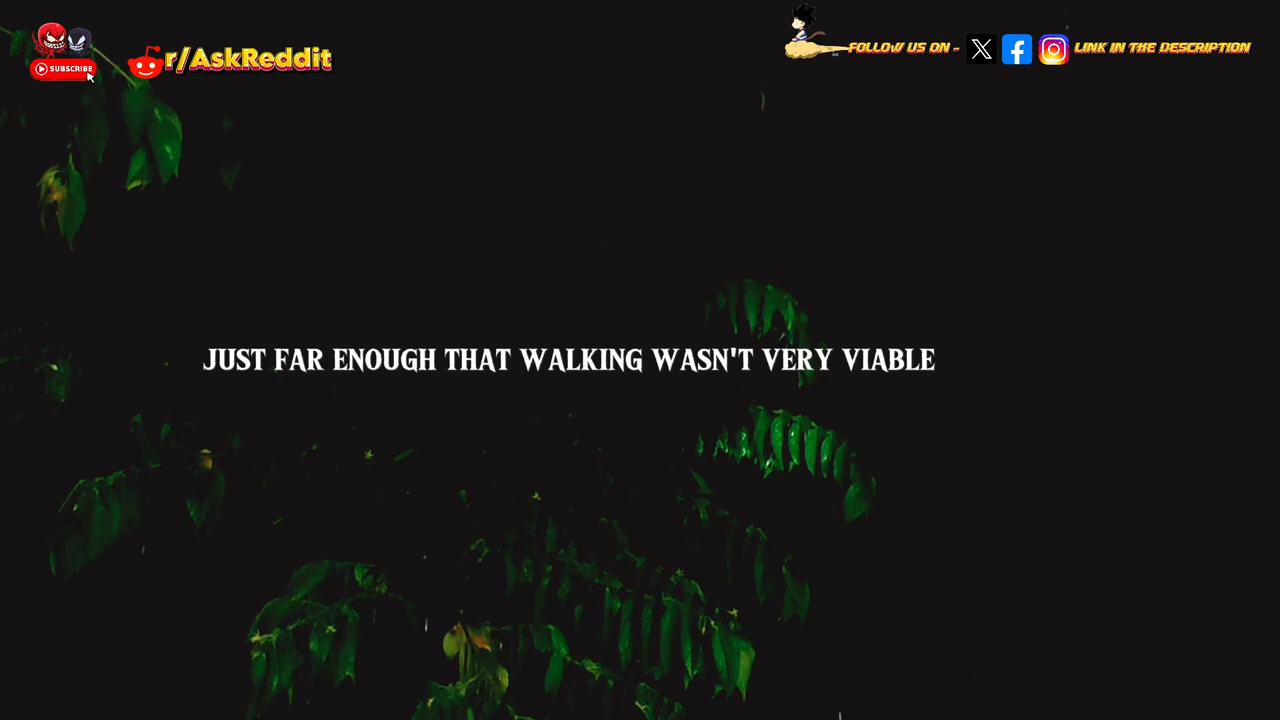 SUBSCRIBE
r/AskReddit
FOLLOW US ON -
LINK IN THE DESCRIPTION
JUST FAR ENOUGH THAT WALKING WASN'T VERY VIABLE